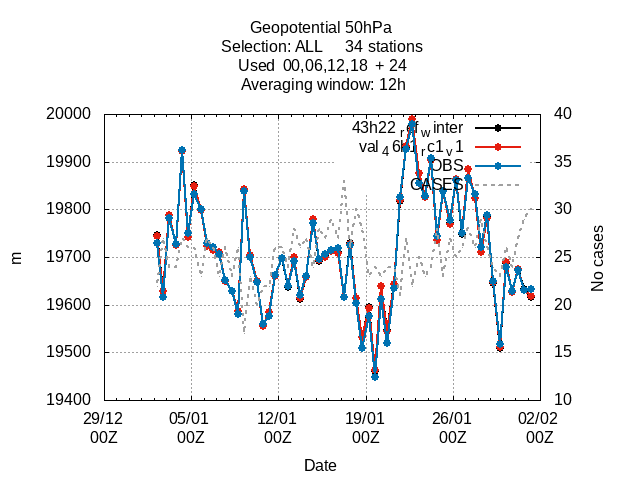 Geopotential 50hPa
Selection: ALL 34 stations
Used 00,06,12,18 + 24
Averaging window: 12h
20000
19900
19800
19700
19600
19500
19400
m
40
35
30
25
20
15
10
No cases
OBS
CASES
29/12 05/01 12/01 19/01 26/01 02/02
00Z 00Z 00Z 00Z 00Z 00Z
Date